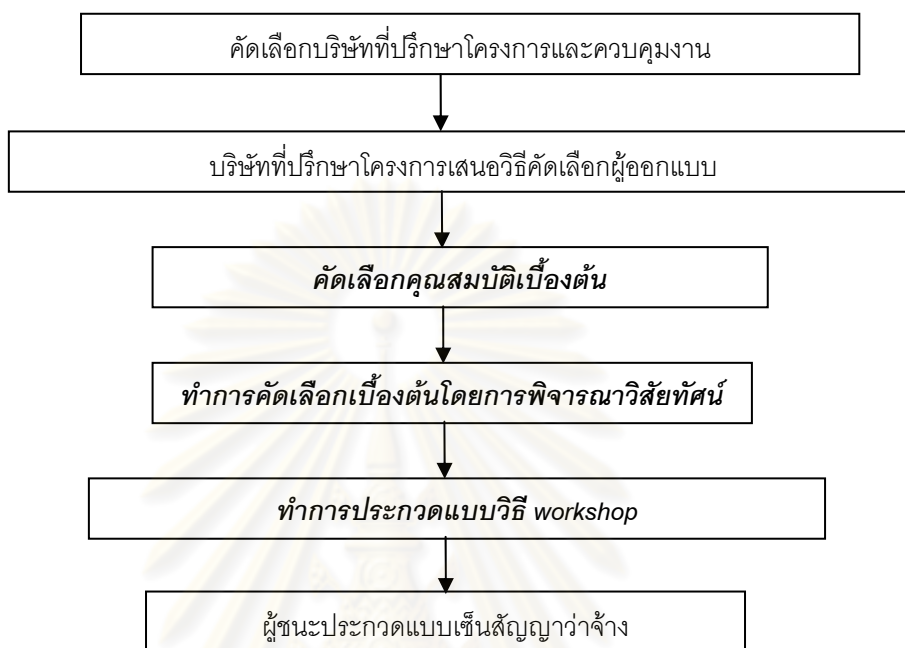 คัดเลือกบริษัทที่ปรึกษาโครงการและควบคุมงาน
บริษัทที่ปรึกษาโครงการเสนอวิธีคัดเลือกผู้ออกแบบ
คัดเลือกคุณสมบัติเบื้องต้น
ทำการคัดเลือกเบื้องต้นโดยการพิจารณาวิสัยทัศน์
ทำการประกวดแบบวิธี workshop
ผู้ชนะประกวดแบบเซ็นสัญญาว่าจ้าง